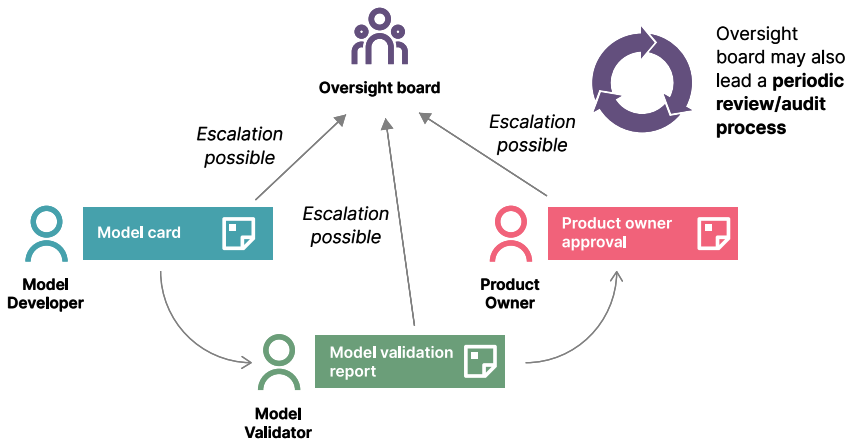 Oversight board
Oversight
board may also
lead a periodic
review/audit
process
Escalation
possible
Escalation
possible
Escalation
possible
Model card
Model
Developer
Product owner
approval
Product
Owner
Model validation
report
Model
Validator